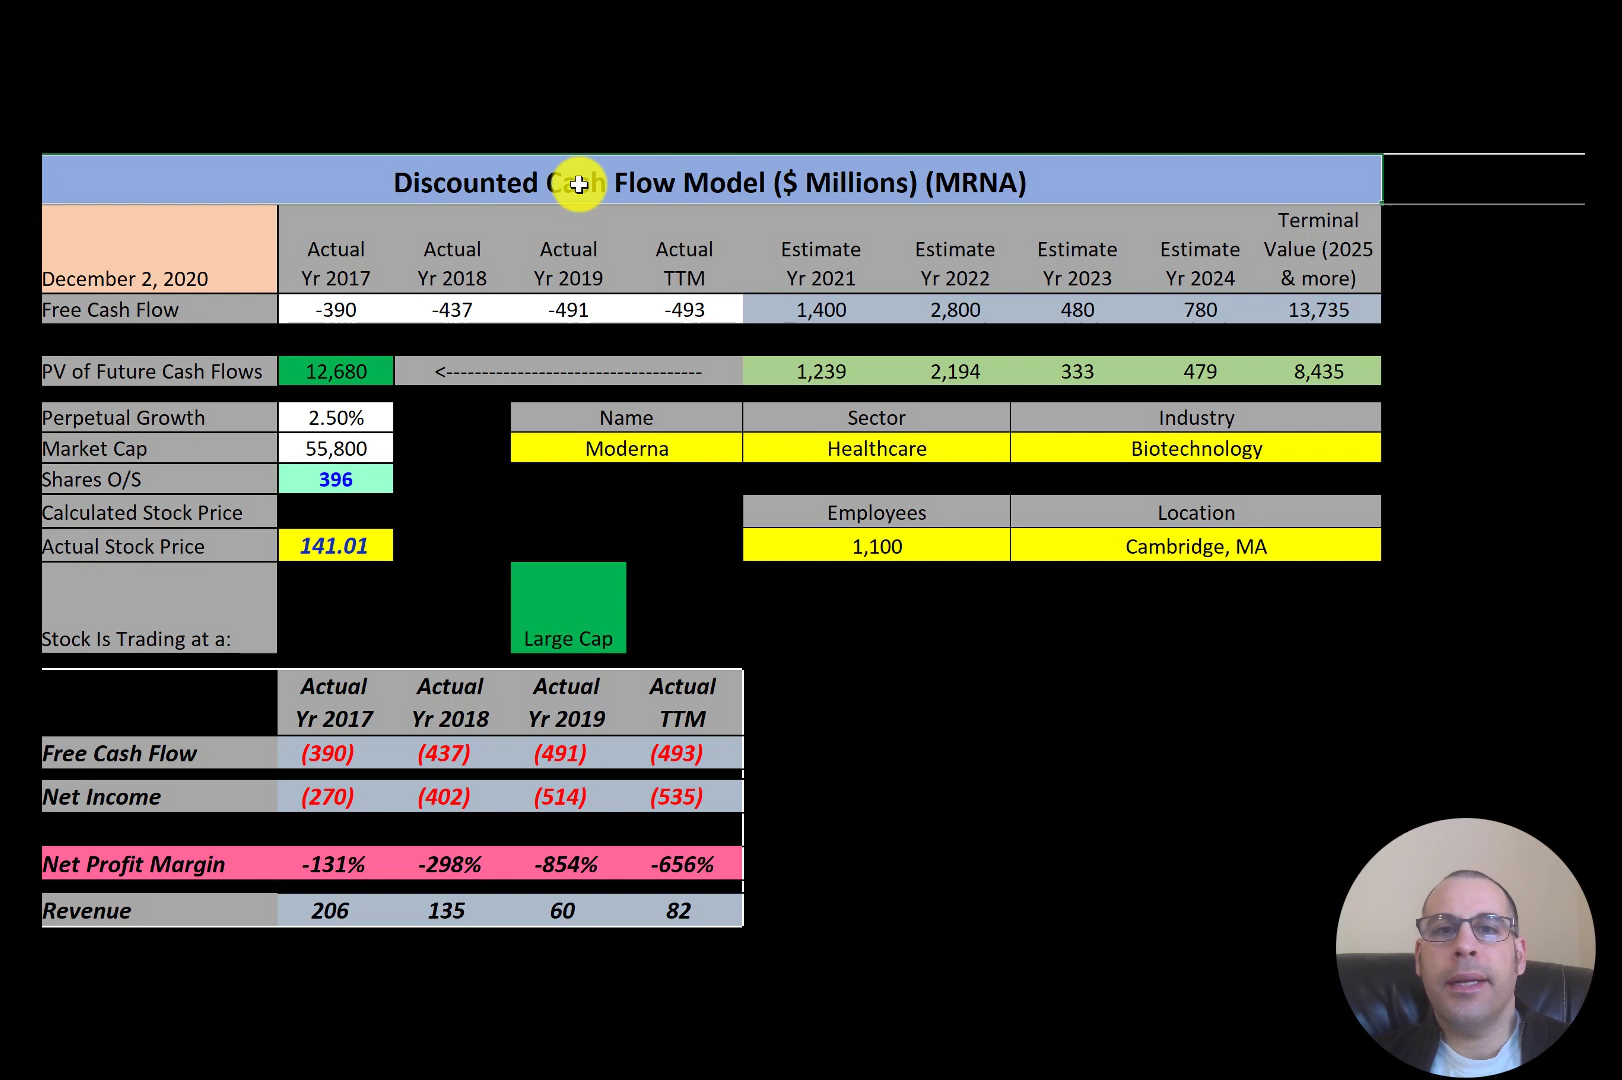 Discounted Cash Flow Model ($ Millions) (MRNA)
December 2, 2020 Actual Yr 2017 Actual Yr 2018 Actual Yr 2019 Actual TTM Estimate Yr 2021 Estimate Yr 2022 Estimate Yr 2023 Estimate Yr 2024 Terminal Value (2025 & more)
Free Cash Flow -390 -437 -491 -493 1,400 2,800 480 780 13,735
PV of Future Cash Flows 12,680 <------------------------------------ 1,239 2,194 333 479 8,435
Perpetual Growth 2.50% Name Sector Industry
Market Cap 55,800 Moderna Healthcare Biotechnology
Shares O/S 396
Calculated Stock Price Employees Location
Actual Stock Price 141.01 1,100 Cambridge, MA
Stock Is Trading at a: Large Cap
Actual Yr 2017 Actual Yr 2018 Actual Yr 2019 Actual TTM
Free Cash Flow (390) (437) (491) (493)
Net Income (270) (402) (514) (535)
Net Profit Margin -131% -298% -854% -656%
Revenue 206 135 60 82